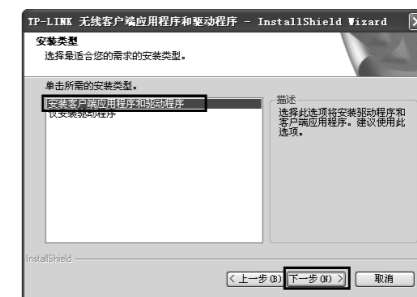 TP-LINK 无线客户端应用程序和驱动程序 - InstallShield Wizard
安装类型
选择最适合您的需求的安装类型。
单击所需的安装类型。
安装客户端应用程序和驱动程序
仅安装驱动程序
描述
选择此选项将安装驱动程序和
客户端应用程序。建议使用此
选项。
InstallShield
< 上一步(B) 下一步(N) > 取消